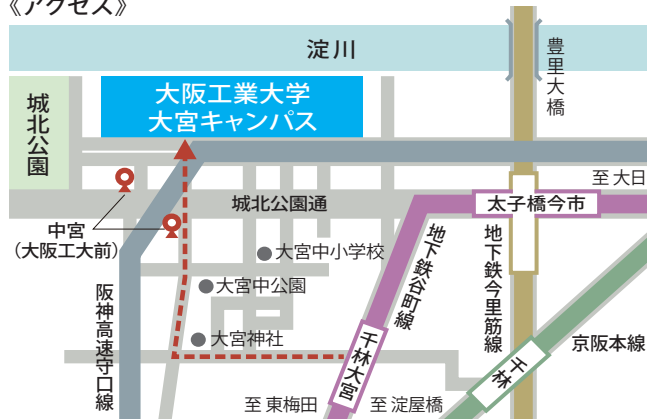 《アクセス》
淀川
豊里大橋
城北公園
大阪工業大学
大宮キャンパス
至 大日
城北公園通
太子橋今市
中宮
（大阪工大前）
大宮中小学校
地下鉄谷町線
地下鉄今里筋線
大宮中公園
阪神高速守口線
大宮神社
千林大宮
千林
京阪本線
至 東梅田
至 淀屋橋